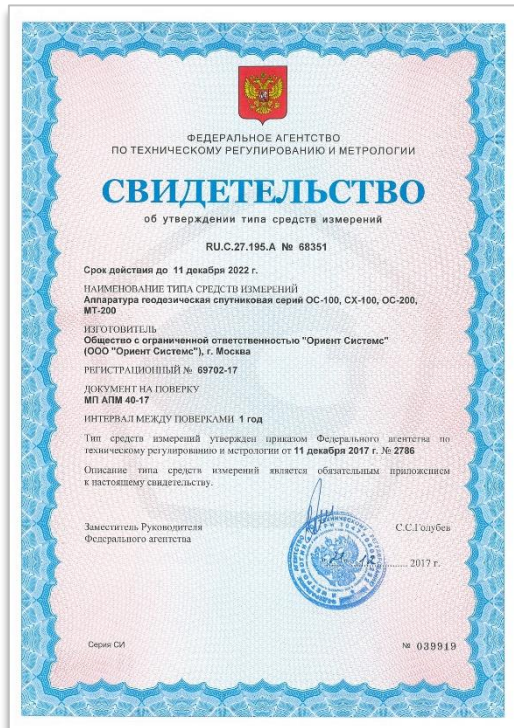 ФЕДЕРАЛЬНОЕ АГЕНТСТВО
ПО ТЕХНИЧЕСКОМУ РЕГУЛИРОВАНИЮ И МЕТРОЛОГИИ
СВИДЕТЕЛЬСТВО
об утверждении типа средств измерений
RU.C.27.195.A № 68351
Срок действия до 11 декабря 2022 г.
НАИМЕНОВАНИЕ ТИПА СРЕДСТВ ИЗМЕРЕНИЙ
Аппаратура геодезическая спутниковая серий ОС-100, СХ-100, ОС-200,
МТ-200
ИЗГОТОВИТЕЛЬ
Общество с ограниченной ответственностью "Ориент Системс"
(ООО "Ориент Системс"), г. Москва
РЕГИСТРАЦИОННЫЙ № 69702-17
ДОКУМЕНТ НА ПОВЕРКУ
МП АПМ 40-17
ИНТЕРВАЛ МЕЖДУ ПОВЕРКАМИ 1 год
Тип средств измерений утвержден приказом Федерального агентства по
техническому регулированию и метрологии от 11 декабря 2017 г. № 2786
Описание типа средств измерений является обязательным приложением
к настоящему свидетельству.
Заместитель Руководителя
Федерального агентства
С.С.Голубев
2017 г.
Серия СИ
№ 039919